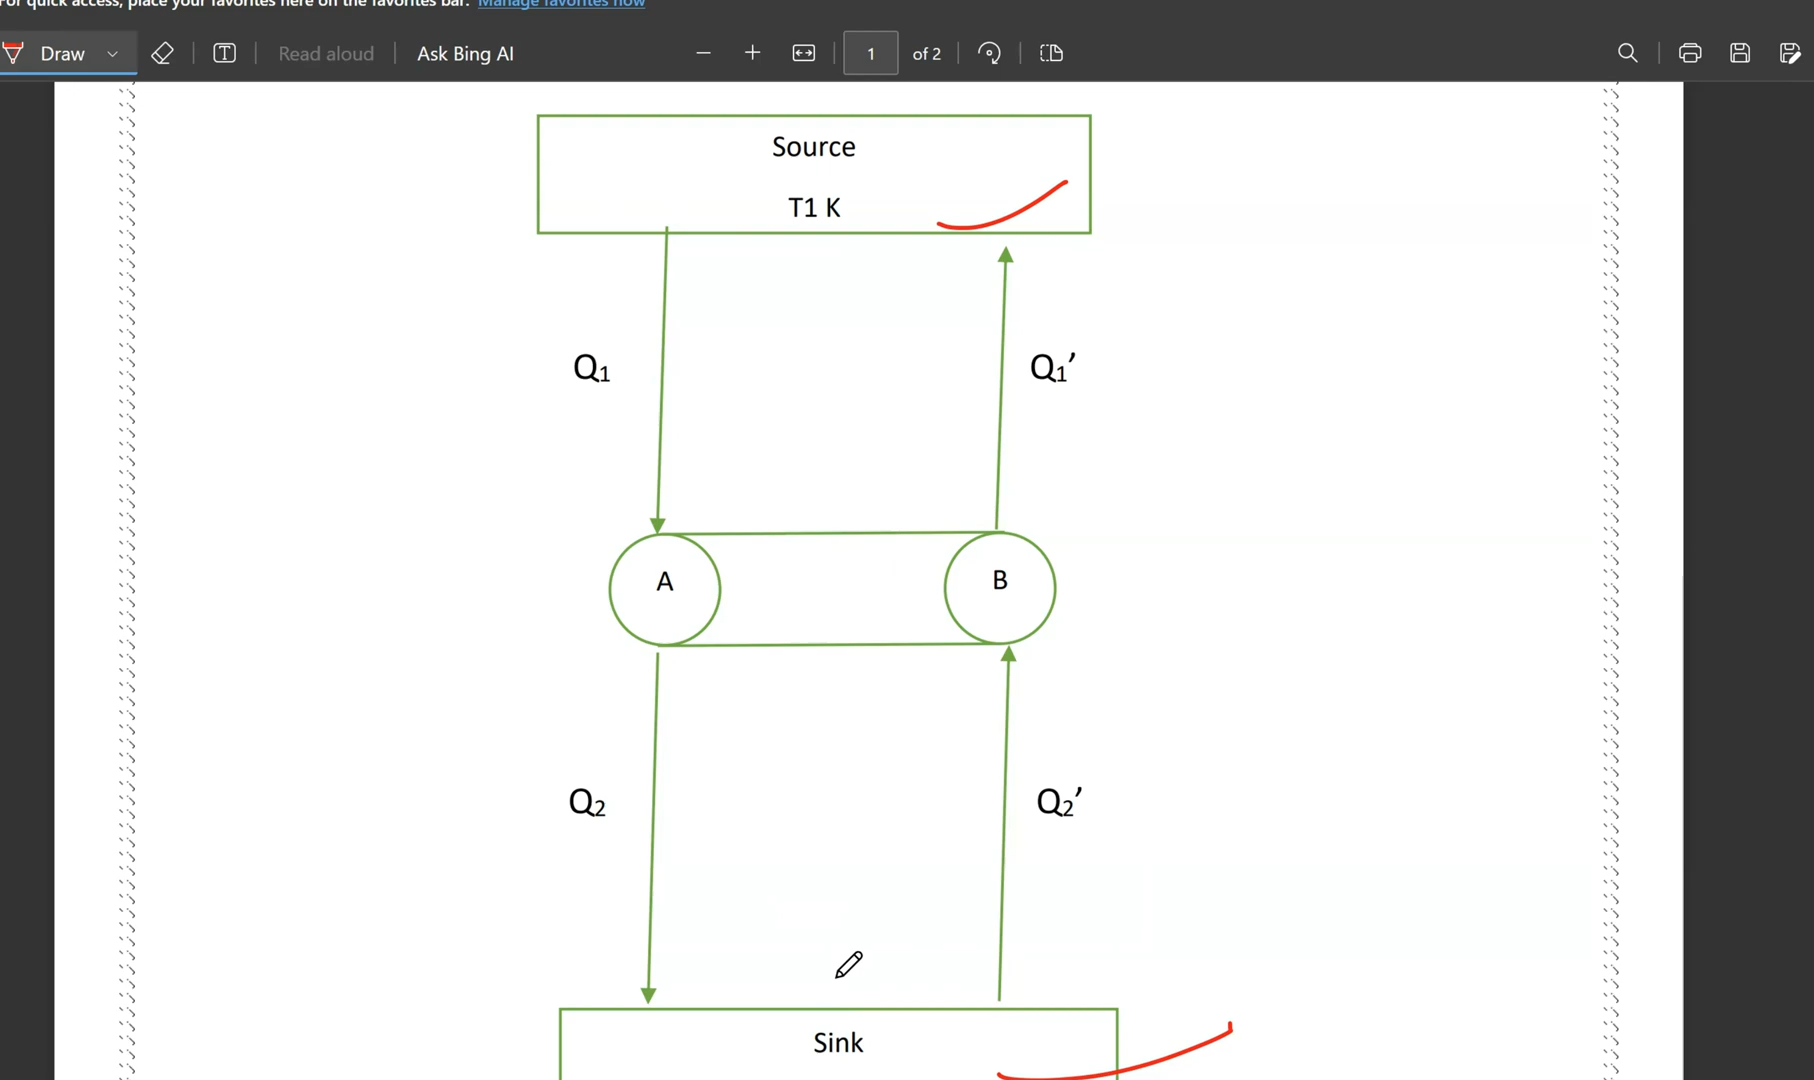 For quick access, place your favorites here on the favorites bar. Manage favorites now
Draw Read aloud Ask Bing AI 1 of 2
Source
T1 K
Q₁ Q₁’
A B
Q₂ Q₂’
Sink